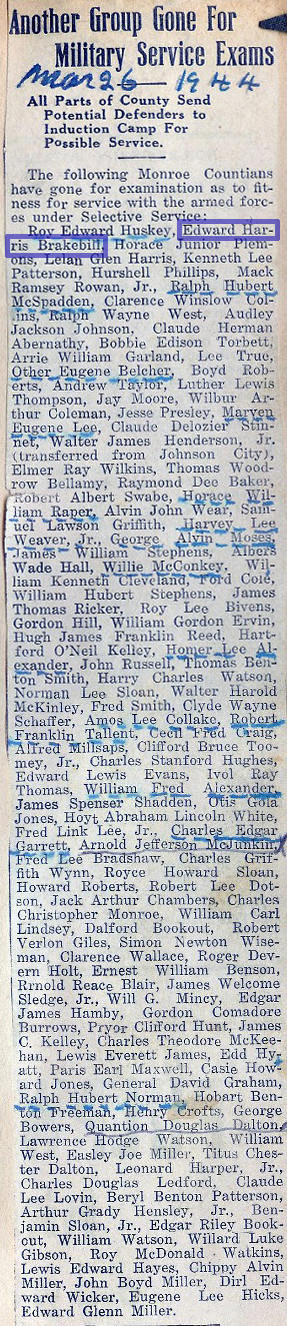 Another Group Gone For
Military Service Exams
Mar 26 — 1944
All Parts of County Send
Potential Defenders to
Induction Camp For
Possible Service.
The following Monroe Countians
have gone for examination as to fit-
ness for service with the armed forc-
es under Selective Service:
Roy Edward Huskey, Edward Har-
ris Brakebill, Horace Junior Plem-
ons, Lelan Glen Harris, Kenneth Lee
Patterson, Hurshell Phillips, Mack
Ramsey Rowan, Jr., Ralph Hubert
McSpadden, Clarence Winslow Col-
lins, Ralph Wayne West, Audley
Jackson Johnson, Claude Herman
Abernathy, Bobbie Edison Torbett,
Arrie William Garland, Lee True,
Other Eugene Belcher, Boyd Rob-
erts, Andrew Taylor, Luther Lewis
Thompson, Jay Moore, Wilbur Ar-
thur Coleman, Jesse Presley, Marven
Eugene Lee, Claude Delozier Stin-
net, Walter James Henderson, Jr.
(transferred from Johnson City),
Elmer Ray Wilkins, Thomas Wood-
row Bellamy, Raymond Dee Baker,
Robert Albert Swabe, Horace Wil-
liam Raper, Alvin John Wear, Sam-
uel Lawson Griffith, Harvey Lee
Weaver, Jr., George Alvin Moses,
James William Stephens, Albers
Wade Hall, Willie McConkey, Wil-
liam Kenneth Cleveland, Ford Cole,
William Hubert Stephens, James
Thomas Ricker, Roy Lee Bivens,
Gordon Hill, William Gordon Ervin,
Hugh James Franklin Reed, Hart-
ford O'Neil Kelley, Homer Lee Al-
exander, John Russell, Thomas Ben-
ton Smith, Harry Charles Watson,
Norman Lee Sloan, Walter Harold
McKinley, Fred Smith, Clyde Wayne
Schaffer, Amos Lee Collake, Robert
Franklin Tallent, Cecil Fred Craig,
Alfred Millsaps, Clifford Bruce Too-
mey, Jr., Charles Stanford Hughes,
Edward Lewis Evans, Ivol Ray
Thomas, William Fred Alexander,
James Spenser Shadden, Otis Gola
Jones, Hoyt Abraham Lincoln White,
Fred Link Lee, Jr., Charles Edgar
Garrett, Arnold Jefferson McJunkin,
Fred Lee Bradshaw, Charles Grif-
fith Wynn, Royce Howard Sloan,
Howard Roberts, Robert Lee Dot-
son, Jack Arthur Chambers, Charles
Christopher Monroe, William Carl
Lindsey, Dalford Bookout, Robert
Verlon Giles, Simon Newton Wise-
man, Clarence Wallace, Roger Dev-
ern Holt, Ernest William Benson,
Rrnold Reace Blair, James Welcome
Sledge, Jr., Will G. Mincy, Edgar
James Hamby, Gordon Comadore
Burrows, Pryor Clifford Hunt, James
C. Kelley, Charles Theodore McKee-
han, Lewis Everett James, Edd Hy-
att, Paris Earl Maxwell, Casie How-
ard Jones, General David Graham,
Ralph Hubert Norman, Hobart Ben-
ton Freeman, Henry Crofts, George
Bowers, Quantion Douglas Dalton,
Lawrence Hodge Watson, William
West, Easley Joe Miller, Titus Ches-
ter Dalton, Leonard Harper, Jr.,
Charles Douglas Ledford, Claude
Lee Lovin, Beryl Benton Patterson,
Arthur Grady Hensley, Jr., Ben-
jamin Sloan, Jr., Edgar Riley Book-
out, William Watson, Willard Luke
Gibson, Roy McDonald Watkins,
Lewis Edward Hayes, Chippy Alvin
Miller, John Boyd Miller, Dirl Ed-
ward Wicker, Eugene Lee Hicks,
Edward Glenn Miller.